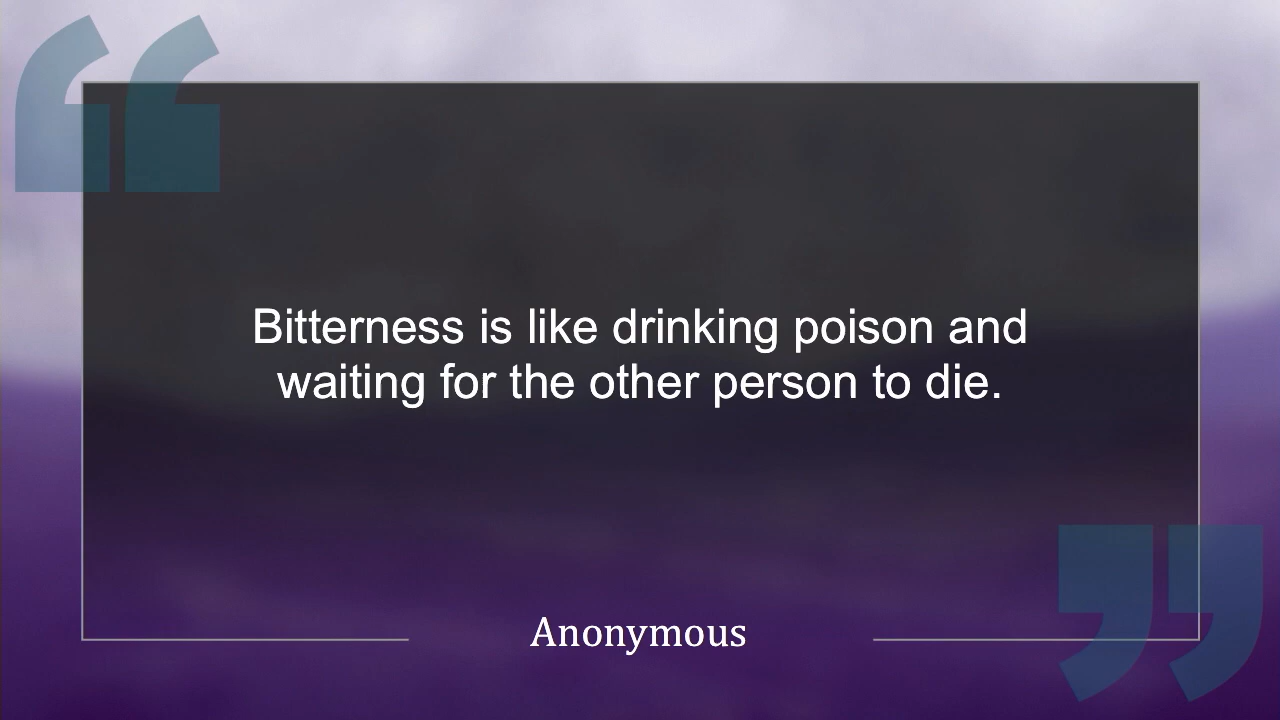 Bitterness is like drinking poison and
waiting for the other person to die.
Anonymous